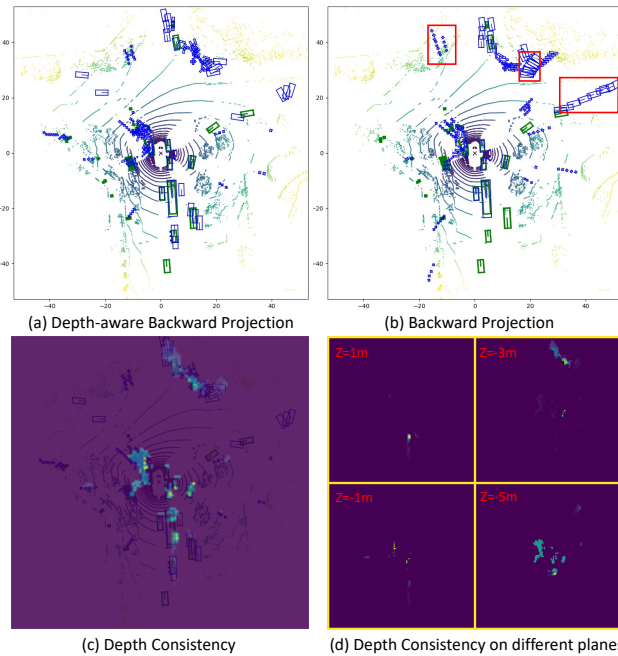 40
20
0
−20
−40
−40
−20
0
20
40
(a) Depth-aware Backward Projection
40
20
0
−20
−40
−40
−20
0
20
40
(b) Backward Projection
Z=1m
Z=-3m
Z=-1m
Z=-5m
(c) Depth Consistency
(d) Depth Consistency on different planes